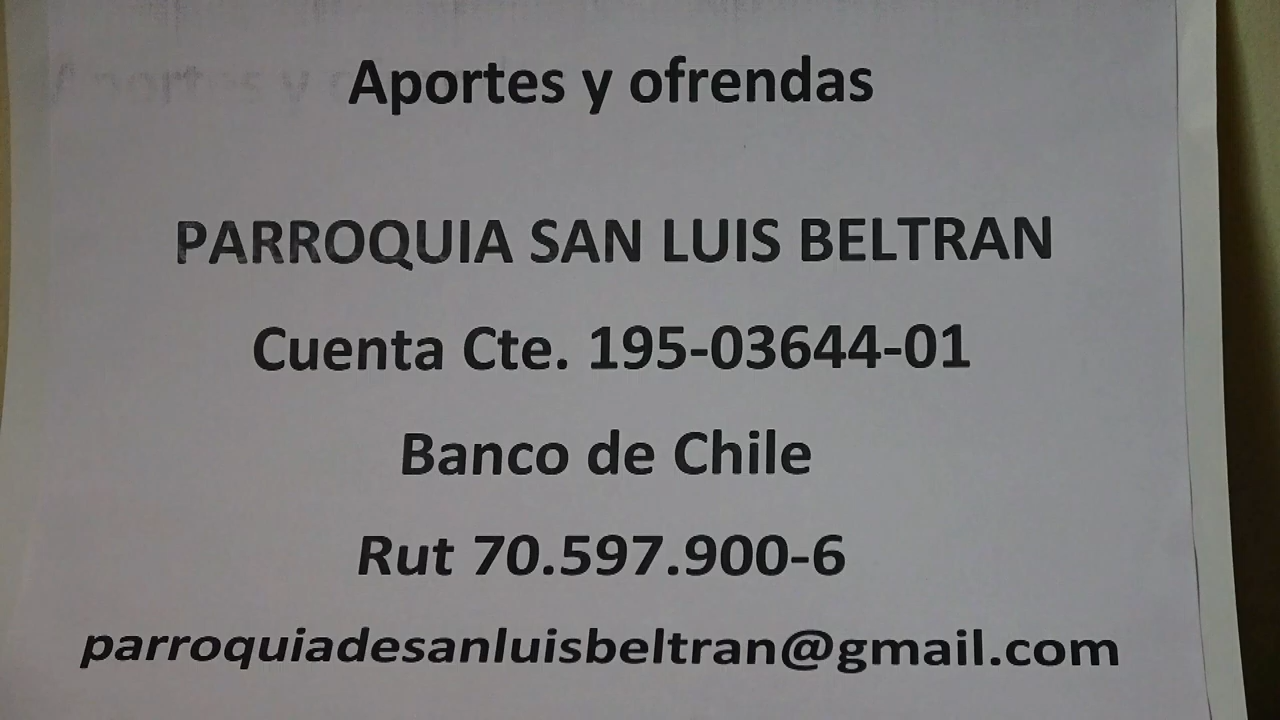 Aportes y ofrendas
PARROQUIA SAN LUIS BELTRAN
Cuenta Cte. 195-03644-01
Banco de Chile
Rut 70.597.900-6
parroquiadesanluisbeltran@gmail.com